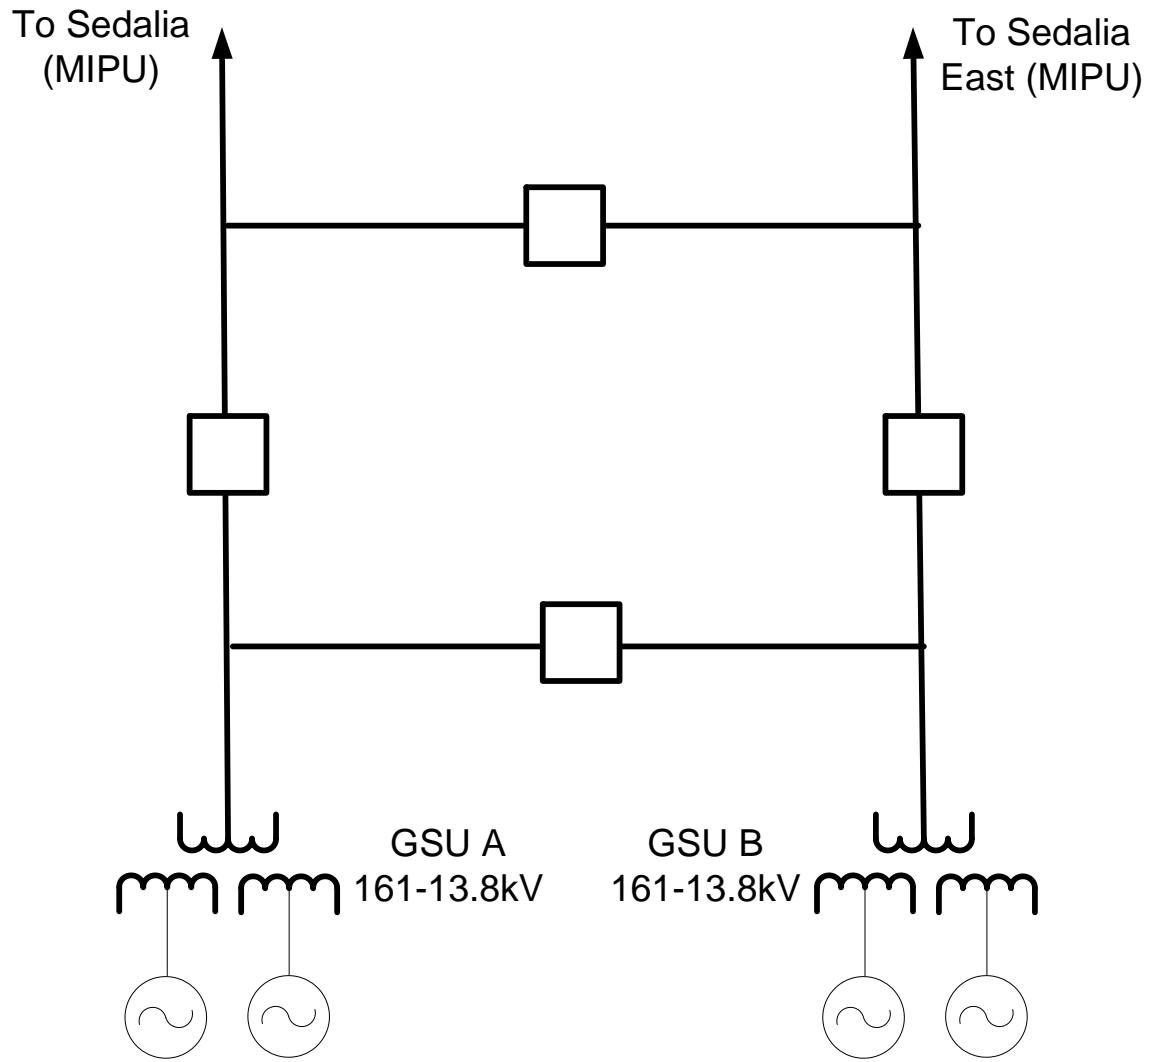 To Sedalia
(MIPU)
To Sedalia
East (MIPU)
GSU A
161-13.8kV
GSU B
161-13.8kV